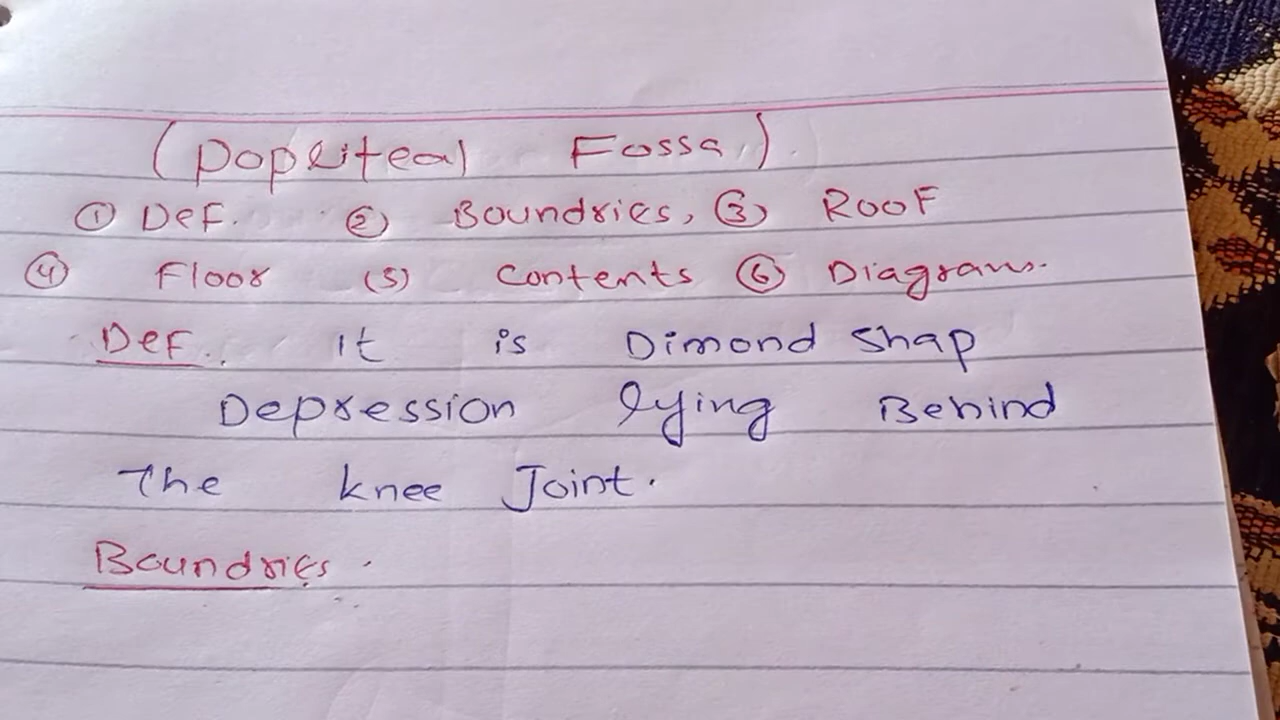 (Popliteal Fossa)
① Def. ② Boundries, ③ Roof
④ Floor (5) Contents ⑥ Diagram.
Def. It is Dimond Shap
Depression lying Behind
The knee Joint.
Boundries.